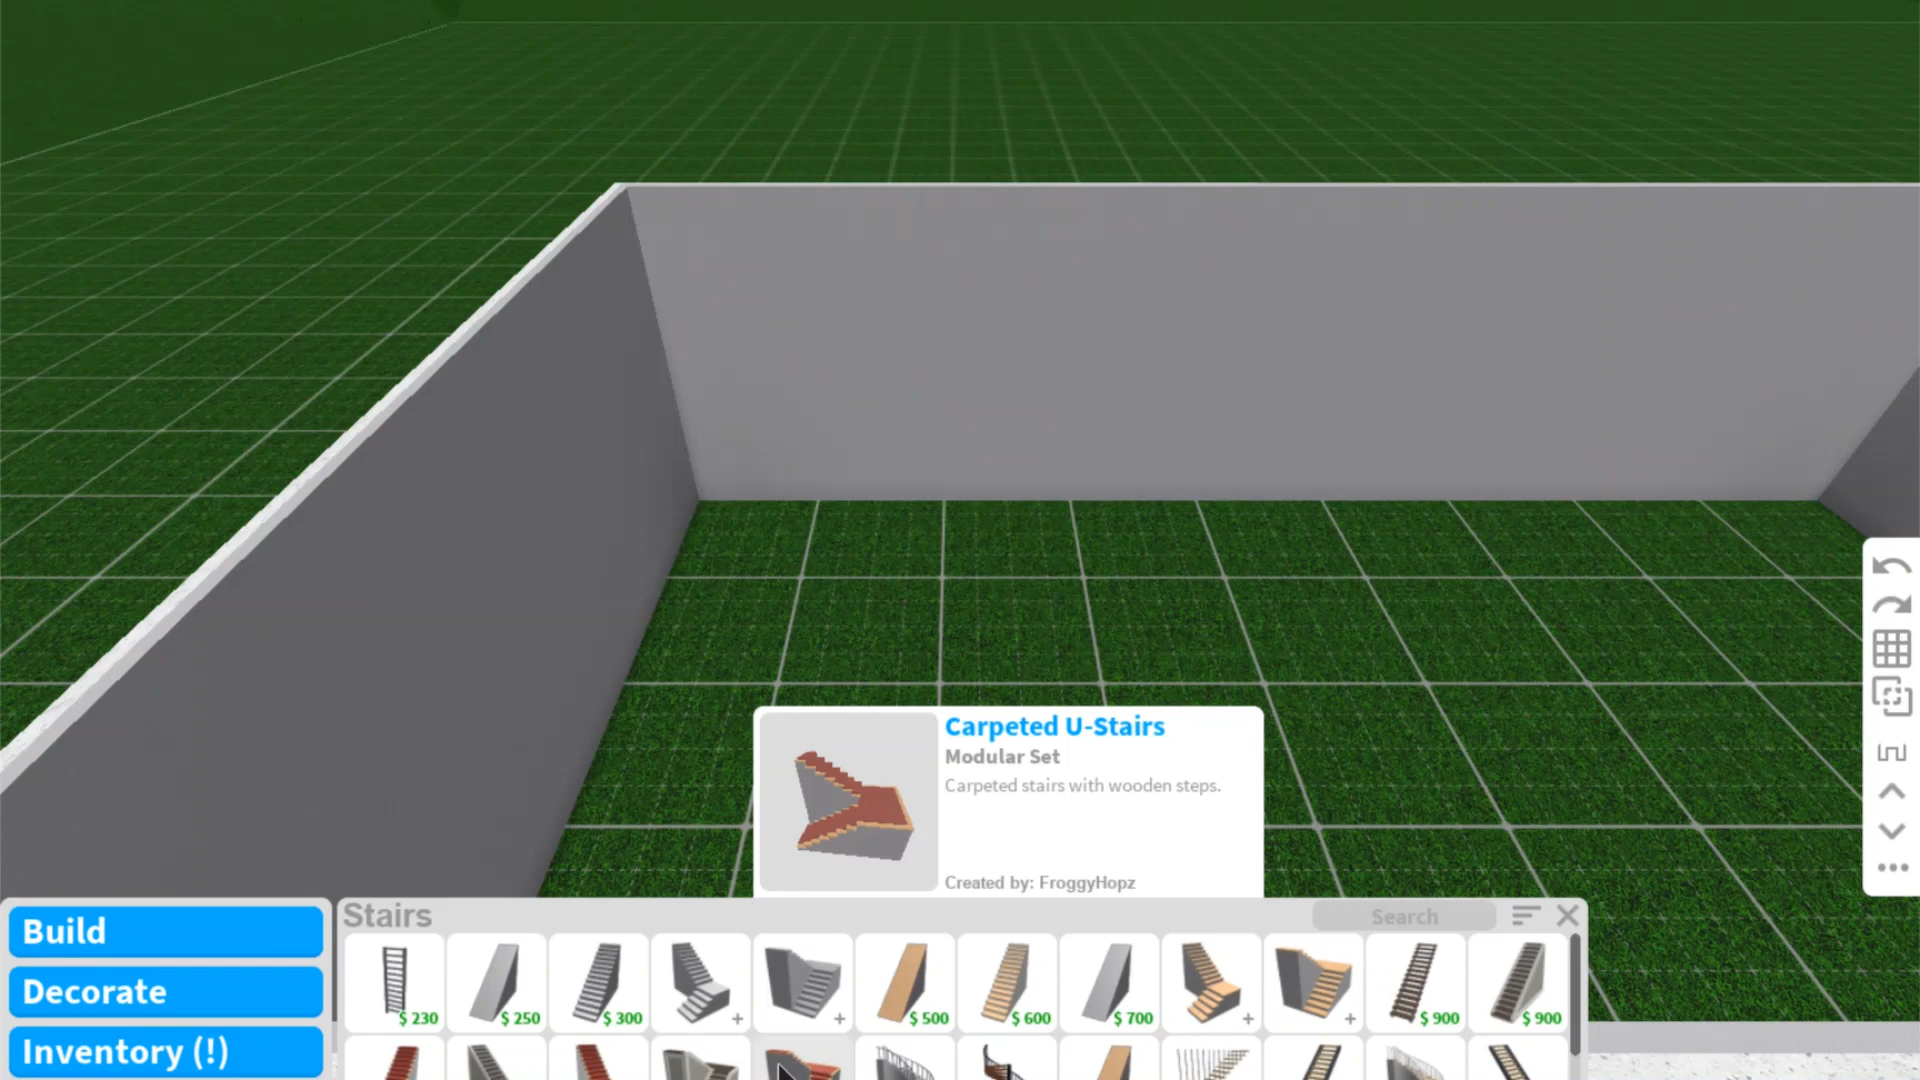 Carpeted U-Stairs
Modular Set
Carpeted stairs with wooden steps.
Created by: FroggyHopz
Build
Decorate
Inventory (!)
Stairs
Search
$ 230
$ 250
$ 300
+
+
$ 500
$ 600
$ 700
+
+
$ 900
$ 900